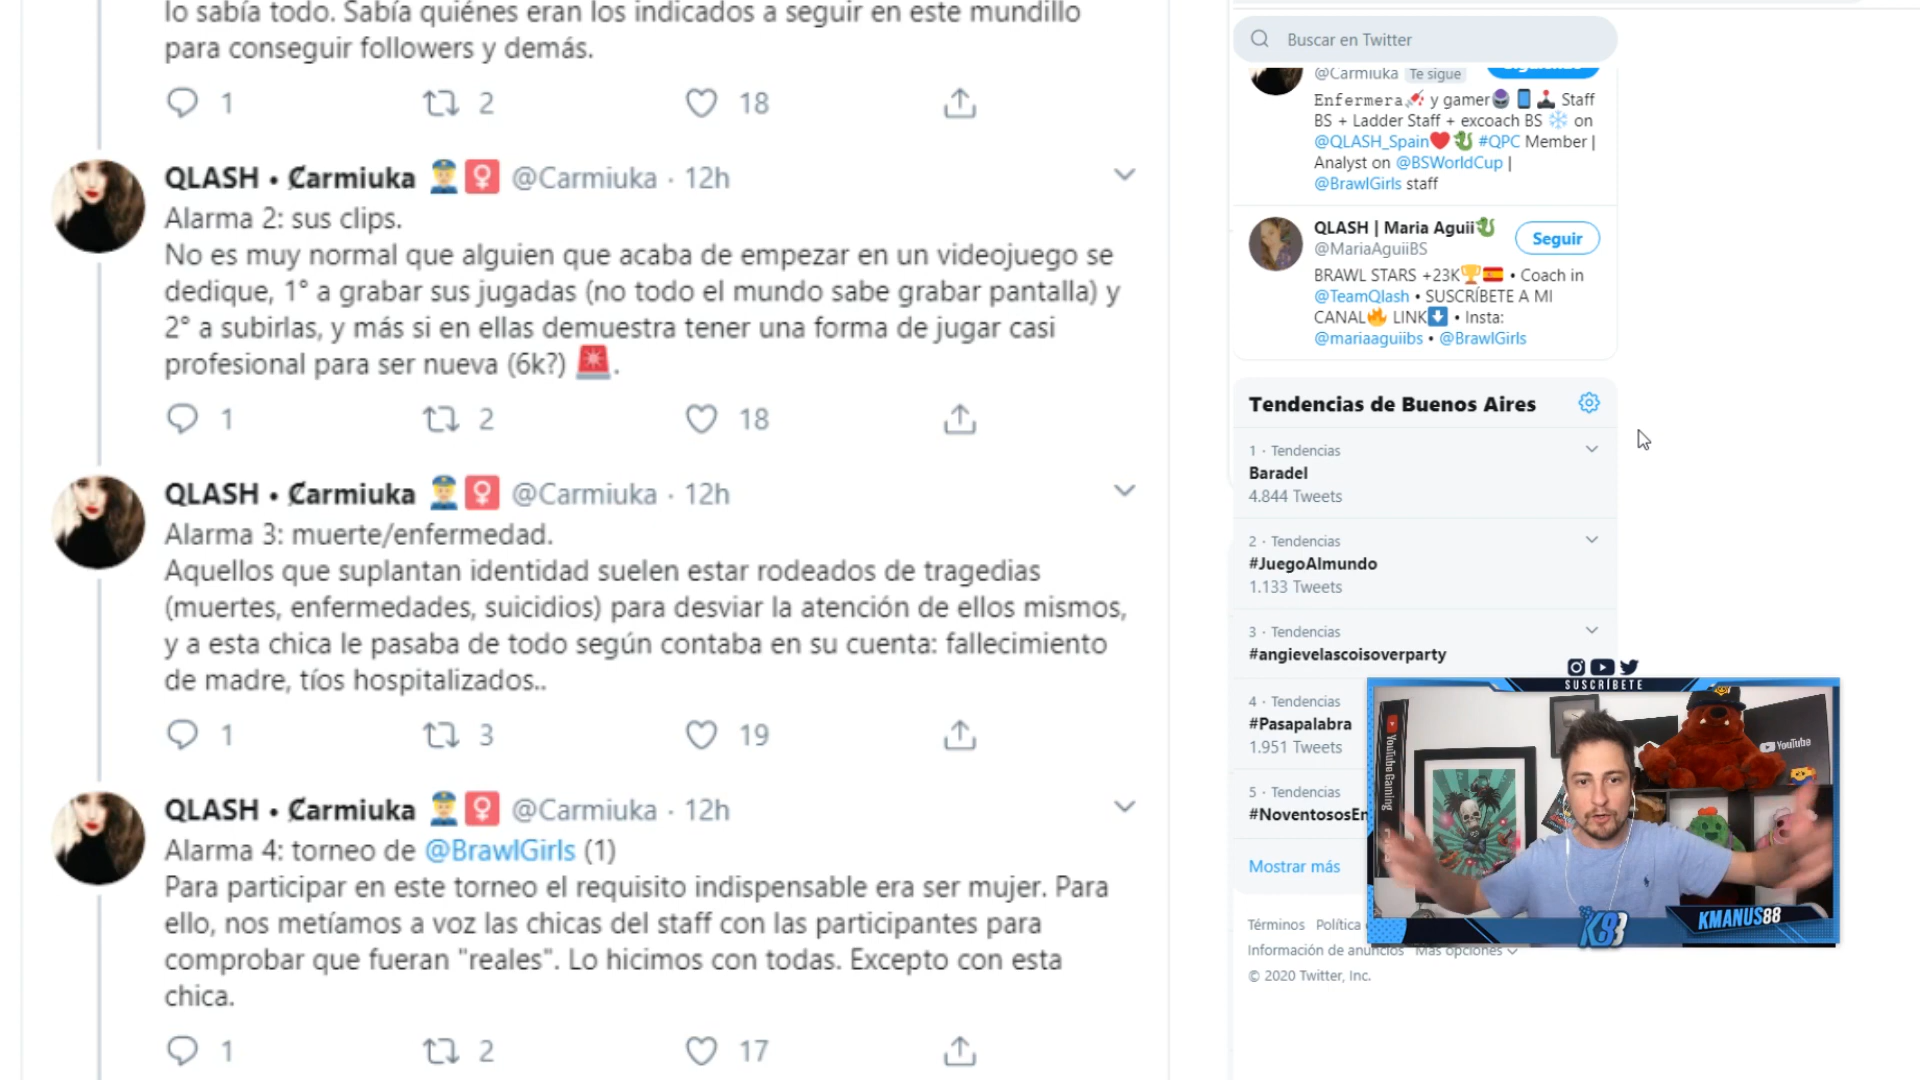 lo sabía todo. Sabía quiénes eran los indicados a seguir en este mundillo
para conseguir followers y demás.
1 2 18
QLASH • Ȼarmiuka @Carmiuka · 12h
Alarma 2: sus clips.
No es muy normal que alguien que acaba de empezar en un videojuego se
dedique, 1° a grabar sus jugadas (no todo el mundo sabe grabar pantalla) y
2° a subirlas, y más si en ellas demuestra tener una forma de jugar casi
profesional para ser nueva (6k?) 🚨.
1 2 18
QLASH • Ȼarmiuka @Carmiuka · 12h
Alarma 3: muerte/enfermedad.
Aquellos que suplantan identidad suelen estar rodeados de tragedias
(muertes, enfermedades, suicidios) para desviar la atención de ellos mismos,
y a esta chica le pasaba de todo según contaba en su cuenta: fallecimiento
de madre, tíos hospitalizados..
1 3 19
QLASH • Ȼarmiuka @Carmiuka · 12h
Alarma 4: torneo de @BrawlGirls (1)
Para participar en este torneo el requisito indispensable era ser mujer. Para
ello, nos metíamos a voz las chicas del staff con las participantes para
comprobar que fueran "reales". Lo hicimos con todas. Excepto con esta
chica.
1 2 17
Buscar en Twitter
@Carmiuka Te sigue
Siguiendo
Enfermera y gamer Staff
BS + Ladder Staff + excoach BS on
@QLASH_Spain #QPC Member |
Analyst on @BSWorldCup |
@BrawlGirls staff
QLASH | Maria Aguii
@MariaAguiiBS
Seguir
BRAWL STARS +23K • Coach in
@TeamQlash • SUSCRÍBETE A MI
CANAL LINK • Insta:
@mariaaguiibs • @BrawlGirls
Tendencias de Buenos Aires
1 · Tendencias
Baradel
4.844 Tweets
2 · Tendencias
#JuegoAlmundo
1.133 Tweets
3 · Tendencias
#angievelascoisoverparty
4 · Tendencias
#Pasapalabra
1.951 Tweets
5 · Tendencias
#NoventososEn
Mostrar más
Términos Política
Información de anuncios Más opciones
© 2020 Twitter, Inc.
SUSCRÍBETE
YouTube Gaming
YouTube
K83
KMANUS88